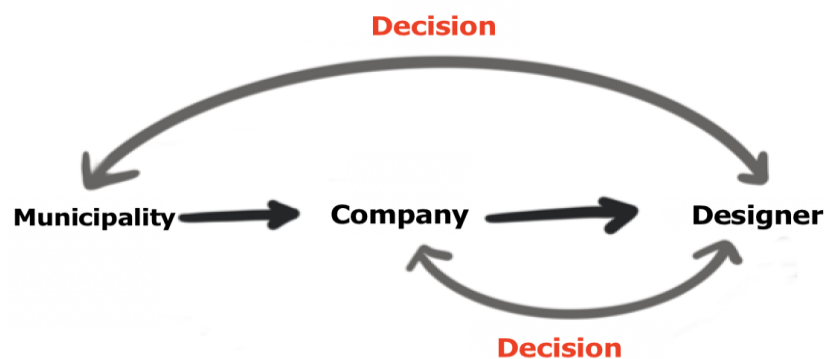 Decision
Municipality
Company
Designer
Decision